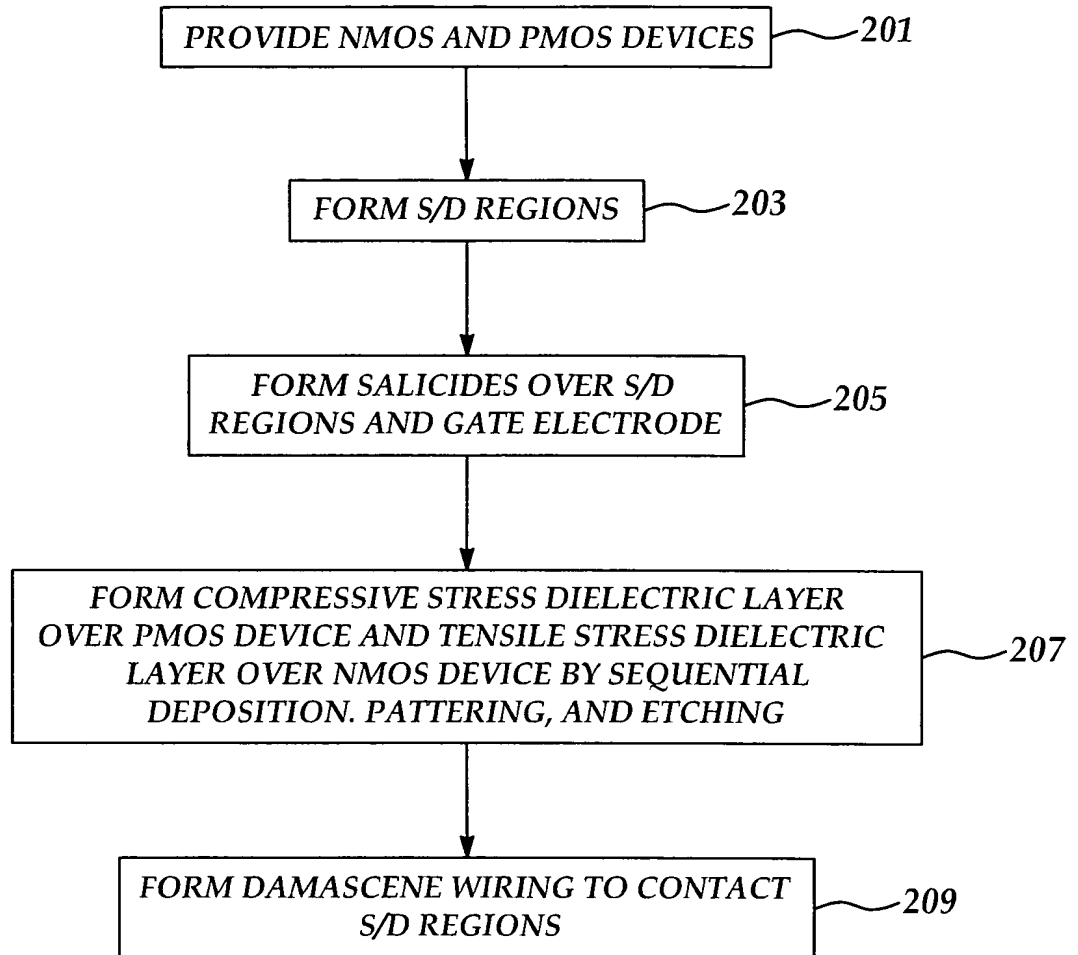 PROVIDE NMOS AND PMOS DEVICES
201
FORM S/D REGIONS
203
FORM SALICIDES OVER S/D
REGIONS AND GATE ELECTRODE
205
FORM COMPRESSIVE STRESS DIELECTRIC LAYER
OVER PMOS DEVICE AND TENSILE STRESS DIELECTRIC
LAYER OVER NMOS DEVICE BY SEQUENTIAL
DEPOSITION. PATTERING, AND ETCHING
207
FORM DAMASCENE WIRING TO CONTACT
S/D REGIONS
209